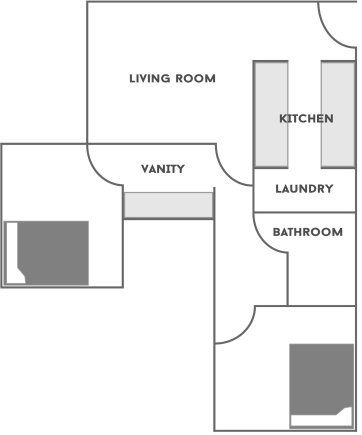 LIVING ROOM
KITCHEN
VANITY
LAUNDRY
BATHROOM